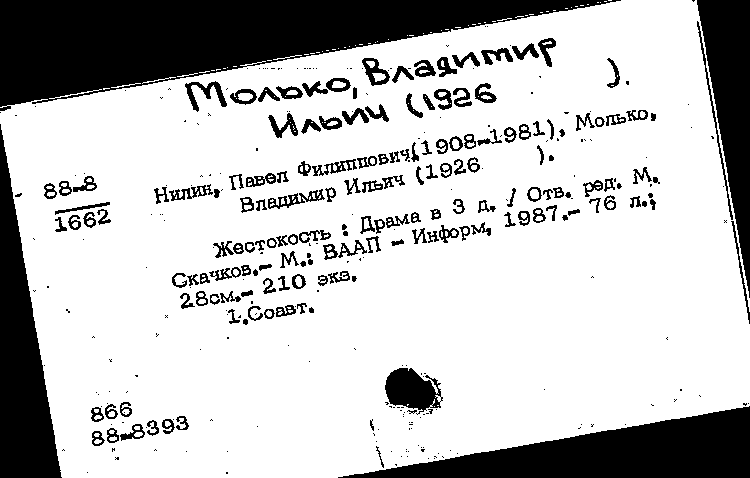 Молько, Владимир
Ильич (1926 ).
88-8
1662
Нилин, Павел Филиппович(1908-1981), Молько,
Владимир Ильич (1926 ).
Жестокость : Драма в 3 д. / Отв. ред. М.
Скачков.- М.: ВААП - Информ, 1987.- 76 л.;
28см.- 210 экз.
1.Соавт.
866
88-8393